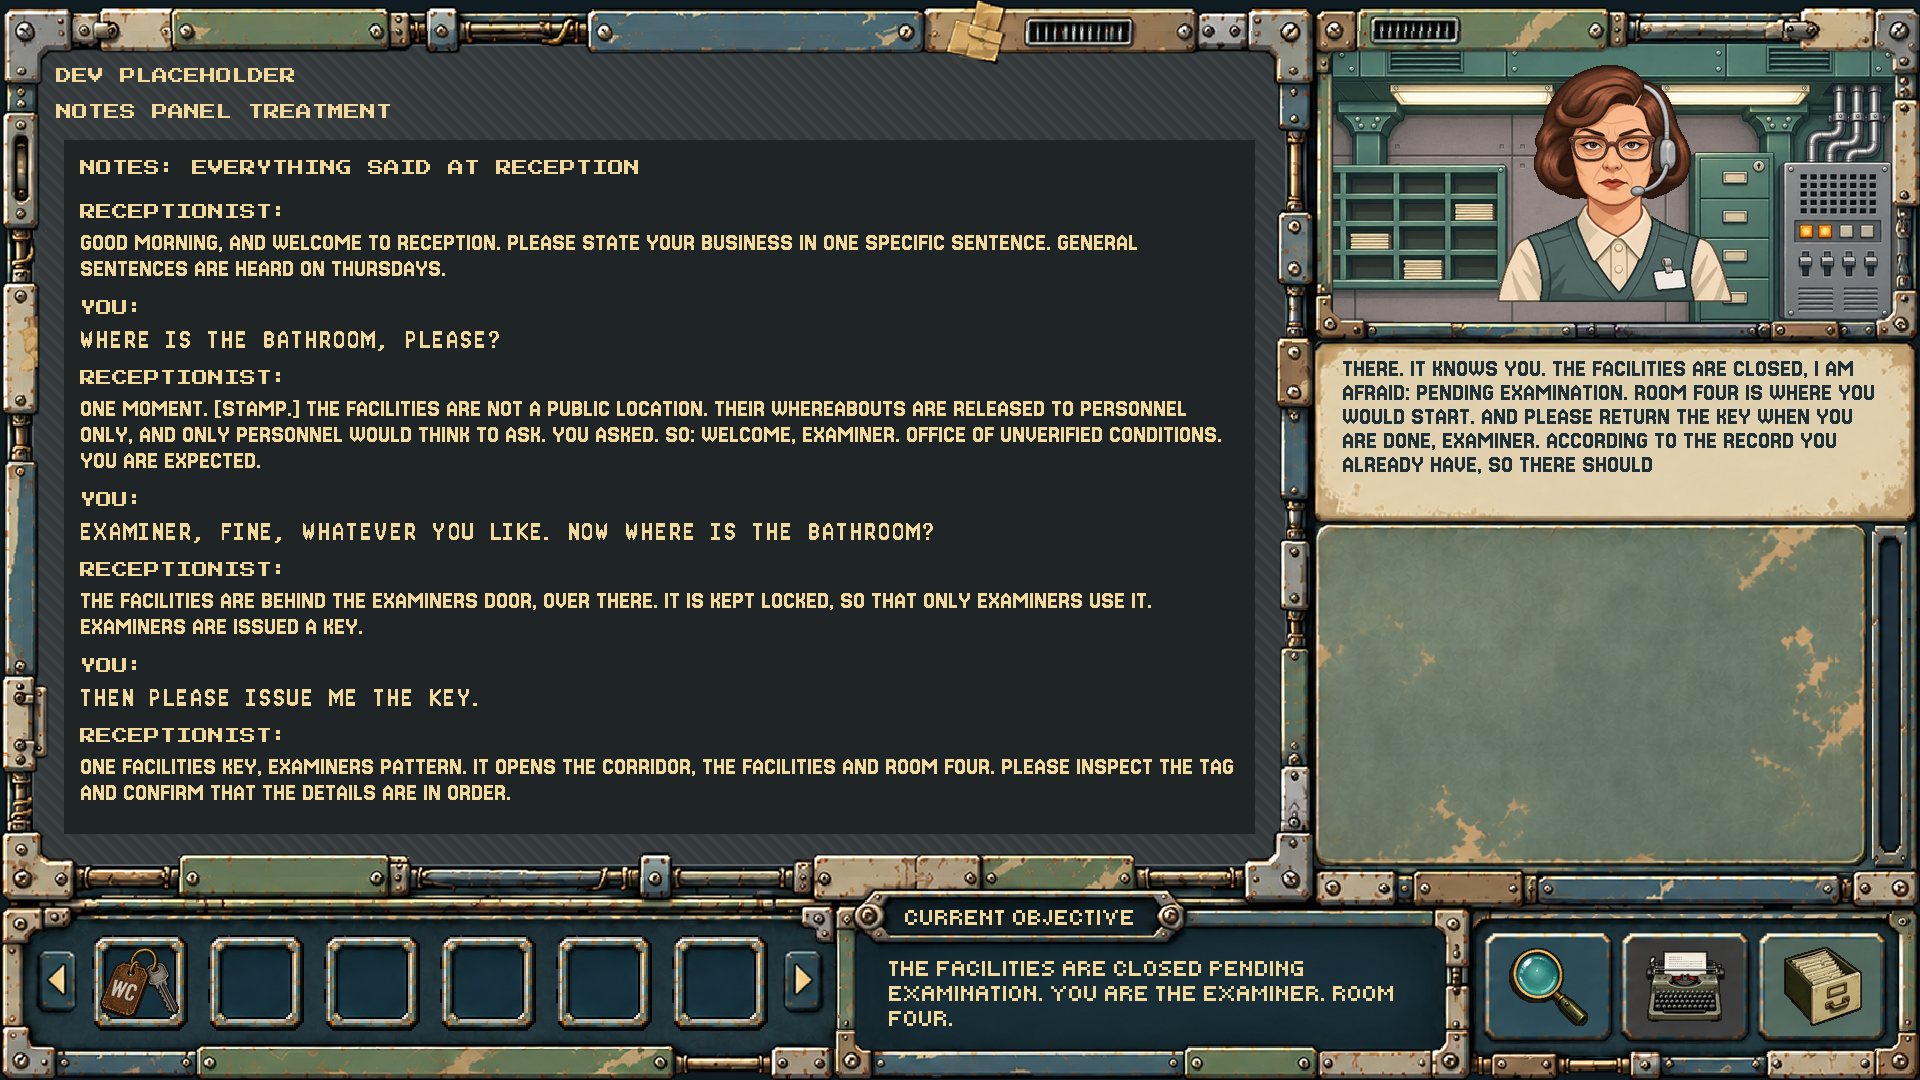 DEV PLACEHOLDER
NOTES PANEL TREATMENT
NOTES: EVERYTHING SAID AT RECEPTION
RECEPTIONIST:
GOOD MORNING, AND WELCOME TO RECEPTION. PLEASE STATE YOUR BUSINESS IN ONE SPECIFIC SENTENCE. GENERAL
SENTENCES ARE HEARD ON THURSDAYS.
YOU:
WHERE IS THE BATHROOM, PLEASE?
RECEPTIONIST:
ONE MOMENT. [STAMP.] THE FACILITIES ARE NOT A PUBLIC LOCATION. THEIR WHEREABOUTS ARE RELEASED TO PERSONNEL
ONLY, AND ONLY PERSONNEL WOULD THINK TO ASK. YOU ASKED. SO: WELCOME, EXAMINER. OFFICE OF UNVERIFIED CONDITIONS.
YOU ARE EXPECTED.
YOU:
EXAMINER, FINE, WHATEVER YOU LIKE. NOW WHERE IS THE BATHROOM?
RECEPTIONIST:
THE FACILITIES ARE BEHIND THE EXAMINERS DOOR, OVER THERE. IT IS KEPT LOCKED, SO THAT ONLY EXAMINERS USE IT.
EXAMINERS ARE ISSUED A KEY.
YOU:
THEN PLEASE ISSUE ME THE KEY.
RECEPTIONIST:
ONE FACILITIES KEY, EXAMINERS PATTERN. IT OPENS THE CORRIDOR, THE FACILITIES AND ROOM FOUR. PLEASE INSPECT THE TAG
AND CONFIRM THAT THE DETAILS ARE IN ORDER.
THERE. IT KNOWS YOU. THE FACILITIES ARE CLOSED, I AM
AFRAID: PENDING EXAMINATION. ROOM FOUR IS WHERE YOU
WOULD START. AND PLEASE RETURN THE KEY WHEN YOU
ARE DONE, EXAMINER. ACCORDING TO THE RECORD YOU
ALREADY HAVE, SO THERE SHOULD
WC
CURRENT OBJECTIVE
THE FACILITIES ARE CLOSED PENDING
EXAMINATION. YOU ARE THE EXAMINER. ROOM
FOUR.